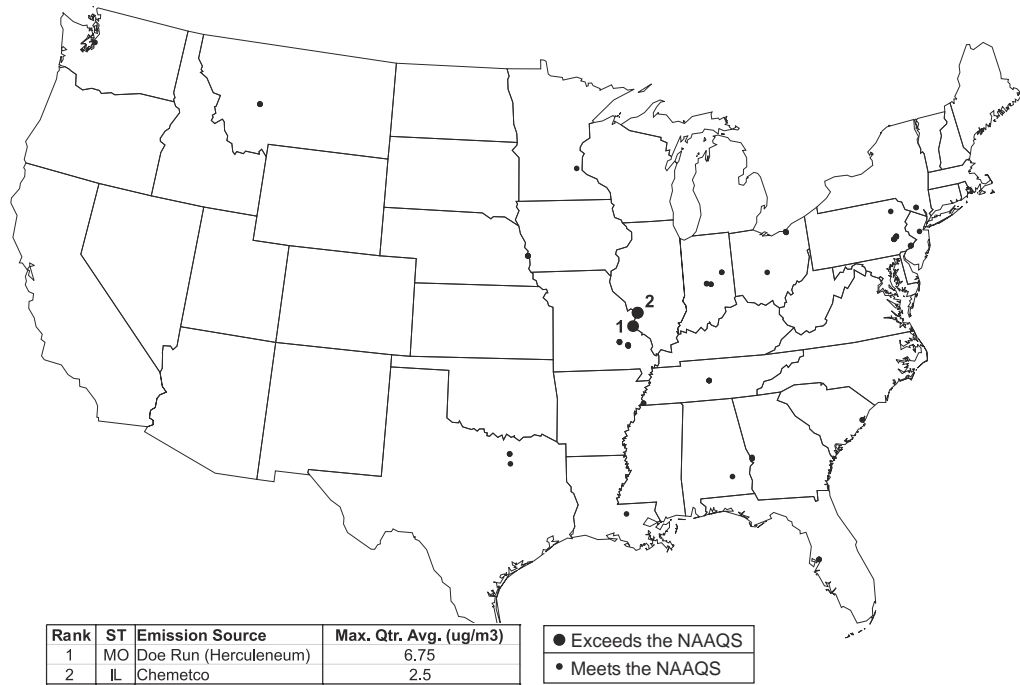 2
1
Rank ST Emission Source Max. Qtr. Avg. (ug/m3)
1 MO Doe Run (Herculeneum) 6.75
2 IL Chemetco 2.5
Exceeds the NAAQS
Meets the NAAQS